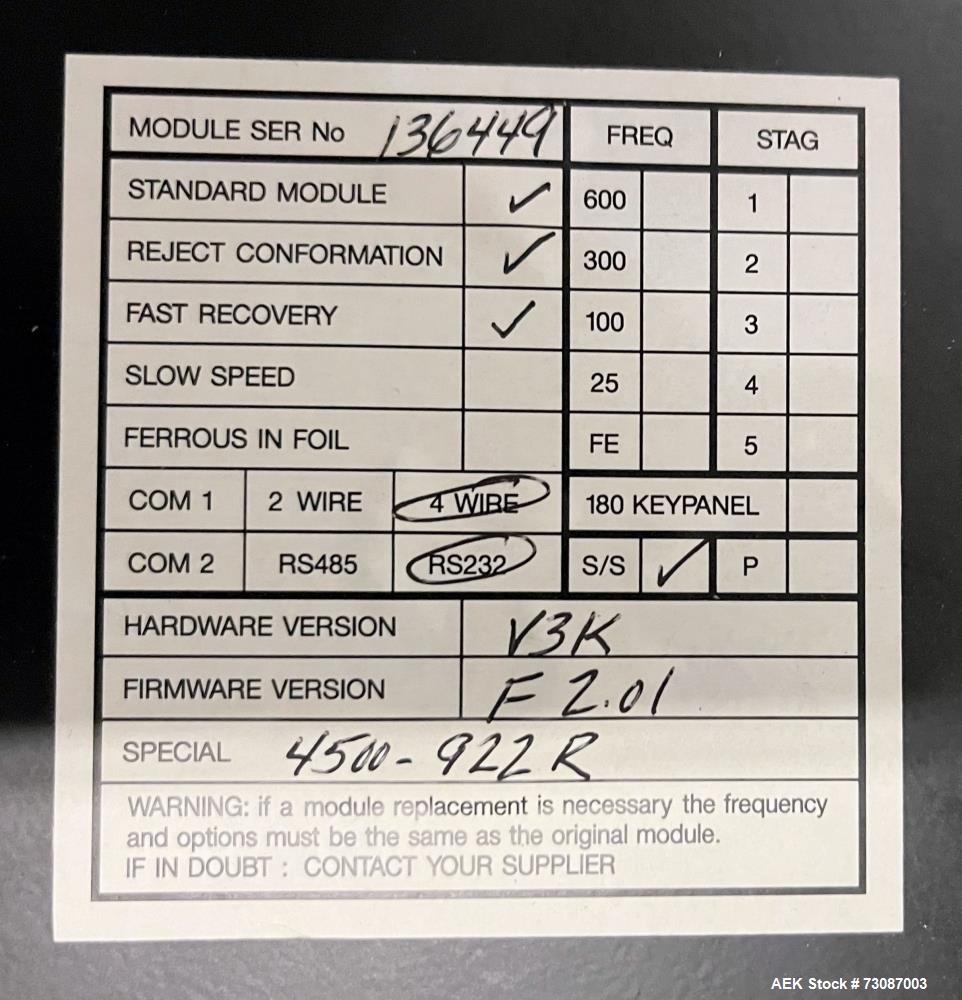 MODULE SER No 136449 FREQ STAG
STANDARD MODULE ✓ 600 1
REJECT CONFORMATION ✓ 300 2
FAST RECOVERY ✓ 100 3
SLOW SPEED 25 4
FERROUS IN FOIL FE 5
COM 1 2 WIRE 4 WIRE 180 KEYPANEL
COM 2 RS485 RS232 S/S ✓ P
HARDWARE VERSION V3K
FIRMWARE VERSION F 2.01
SPECIAL 4500-922R
WARNING: if a module replacement is necessary the frequency
and options must be the same as the original module.
IF IN DOUBT : CONTACT YOUR SUPPLIER
AEK Stock # 73087003